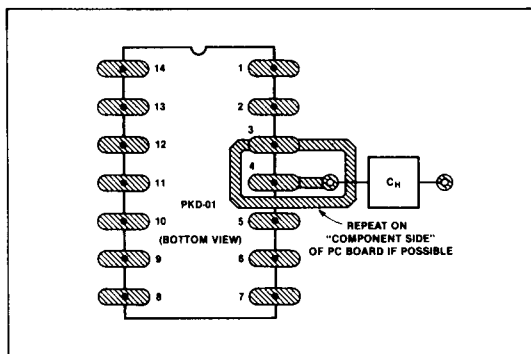 14
1
13
2
12
3
11
4
10
5
9
6
8
7
PKD-01
(BOTTOM VIEW)
CH
REPEAT ON
"COMPONENT SIDE"
OF PC BOARD IF POSSIBLE